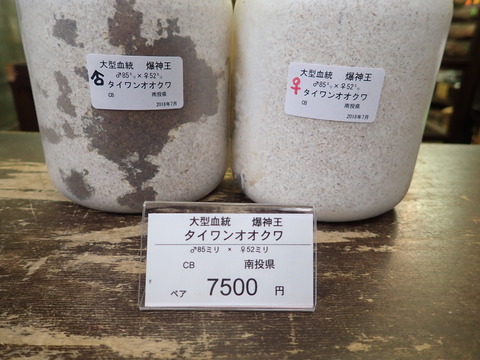 大型血統 爆神王
♂85㍉×♀52㍉
タイワンオオクワ
CB 南投県
2018年7月
大型血統 爆神王
♂85㍉×♀52㍉
♀タイワンオオクワ
CB 南投県
2018年7月
大型血統 爆神王
タイワンオオクワ
♂85ミリ × ♀52ミリ
CB 南投県
ペア 7500 円